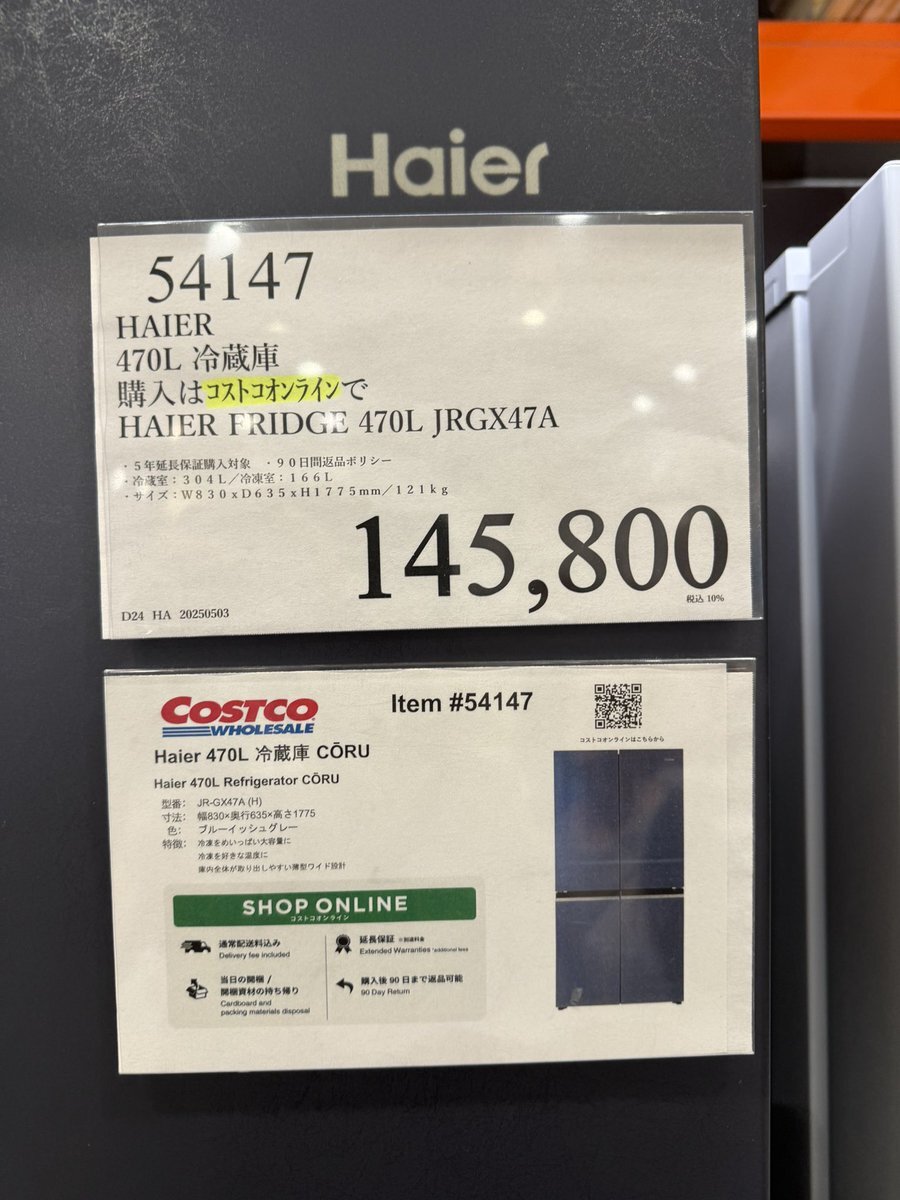 Haier
54147
HAIER
470L 冷蔵庫
購入はコストコオンラインで
HAIER FRIDGE 470L JRGX47A
・5年延長保証購入対象 ・90日間返品ポリシー
・冷蔵室：304L／冷凍室：166L
・サイズ：W830xD635xH1775mm／121kg
145,800
税込 10%
D24 HA 20250503
COSTCO
WHOLESALE
Item #54147
コストコオンラインはこちらから
Haier 470L 冷蔵庫 CŌRU
Haier 470L Refrigerator CŌRU
型番: JR-GX47A (H)
寸法: 幅830×奥行635×高さ1775
色: ブルーイッシュグレー
特徴: 冷凍をめいっぱい大容量に
冷凍を好きな温度に
庫内全体が取り出しやすい薄型ワイド設計
SHOP ONLINE
コストコオンライン
通常配送料込み
Delivery fee included
延長保証 ※別途料金
Extended Warranties *additional fees
当日の開梱 /
開梱資材の持ち帰り
Cardboard and
packing materials disposal
購入後 90 日まで返品可能
90 Day Return